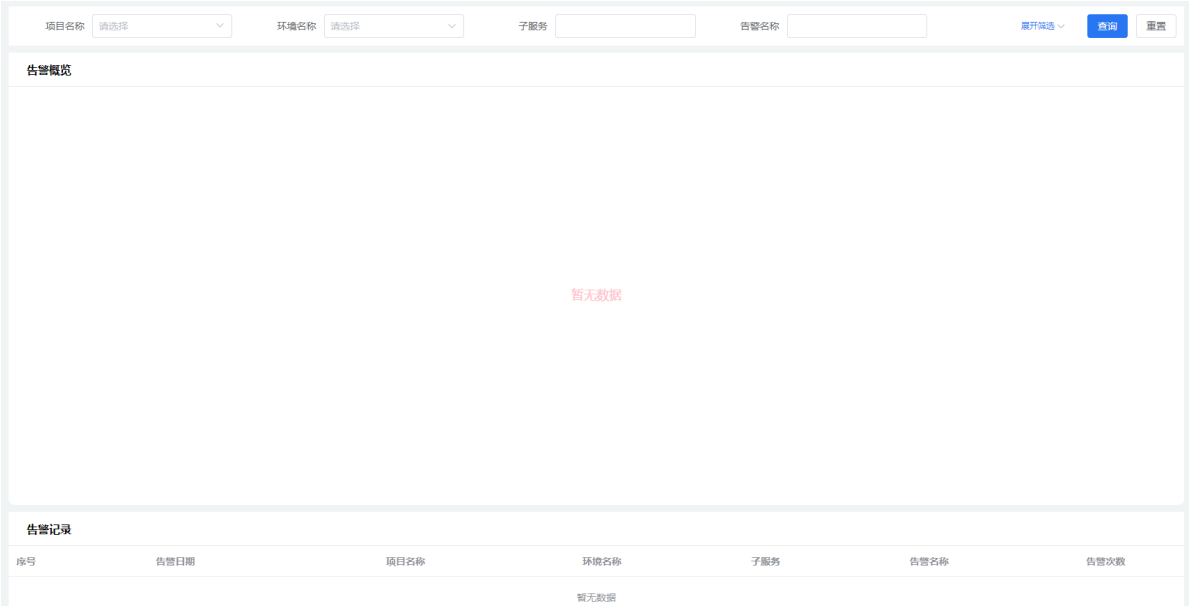 项目名称 请选择 环境名称 请选择 子服务 告警名称 展开筛选 查询 重置
告警概览
暂无数据
告警记录
序号 告警日期 项目名称 环境名称 子服务 告警名称 告警次数
暂无数据